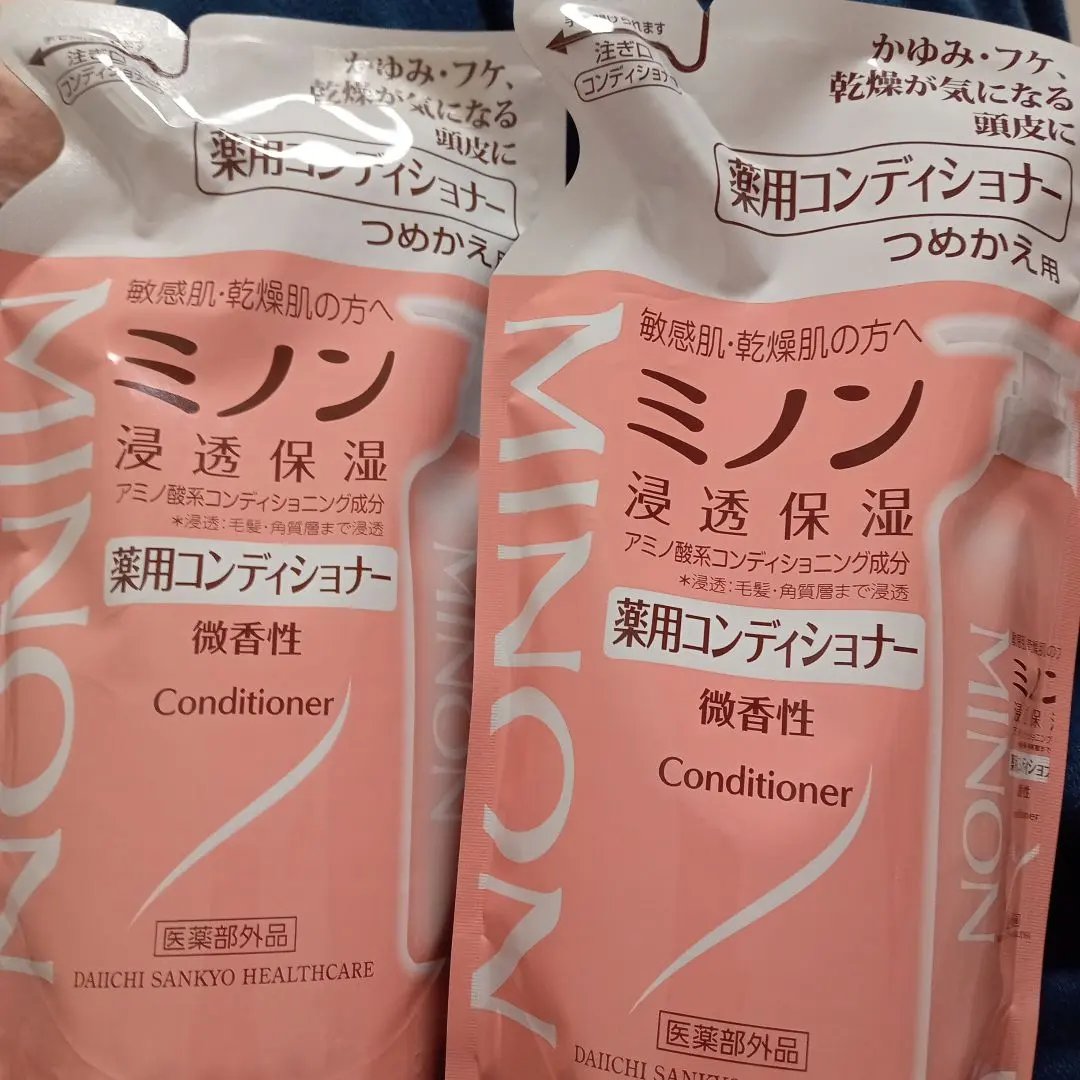 注ぎ口
かゆみ・フケ、
乾燥が気になる
頭皮に
薬用コンディショナー
つめかえ用
MINON
敏感肌・乾燥肌の方へ
ミノン
浸透保湿
アミノ酸系コンディショニング成分
*浸透:毛髪・角質層まで浸透
薬用コンディショナー
微香性
Conditioner
MINON
医薬部外品
DAIICHI SANKYO HEALTHCARE
注ぎ口
かゆみ・フケ、
乾燥が気になる
頭皮に
薬用コンディショナー
つめかえ用
MINON
敏感肌・乾燥肌の方へ
ミノン
浸透保湿
アミノ酸系コンディショニング成分
*浸透:毛髪・角質層まで浸透
薬用コンディショナー
微香性
Conditioner
MINON
医薬部外品
DAIICHI SANKYO